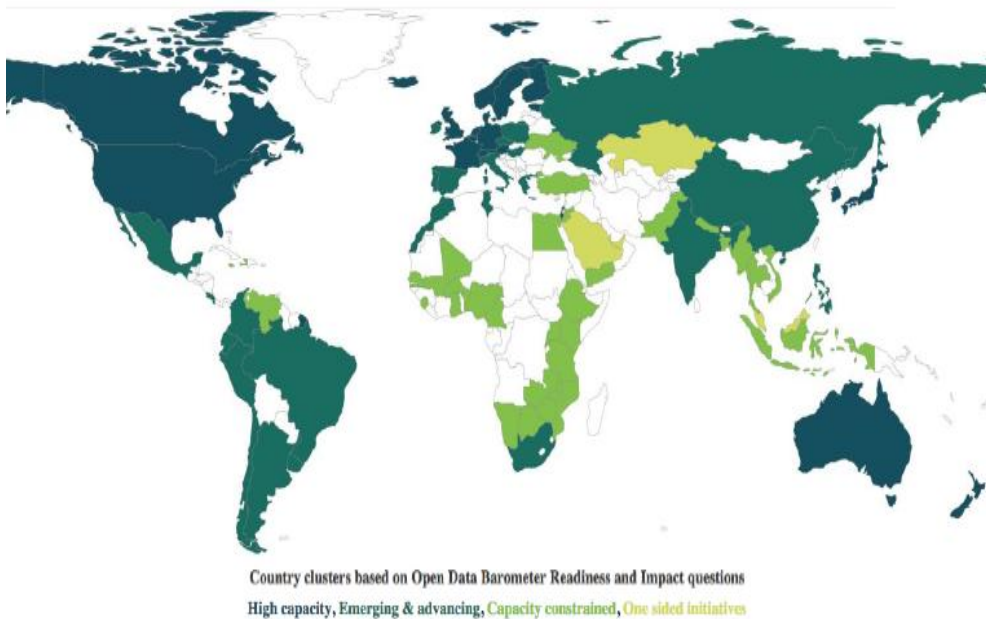 Country clusters based on Open Data Barometer Readiness and Impact questions
High capacity, Emerging & advancing, Capacity constrained, One sided initiatives